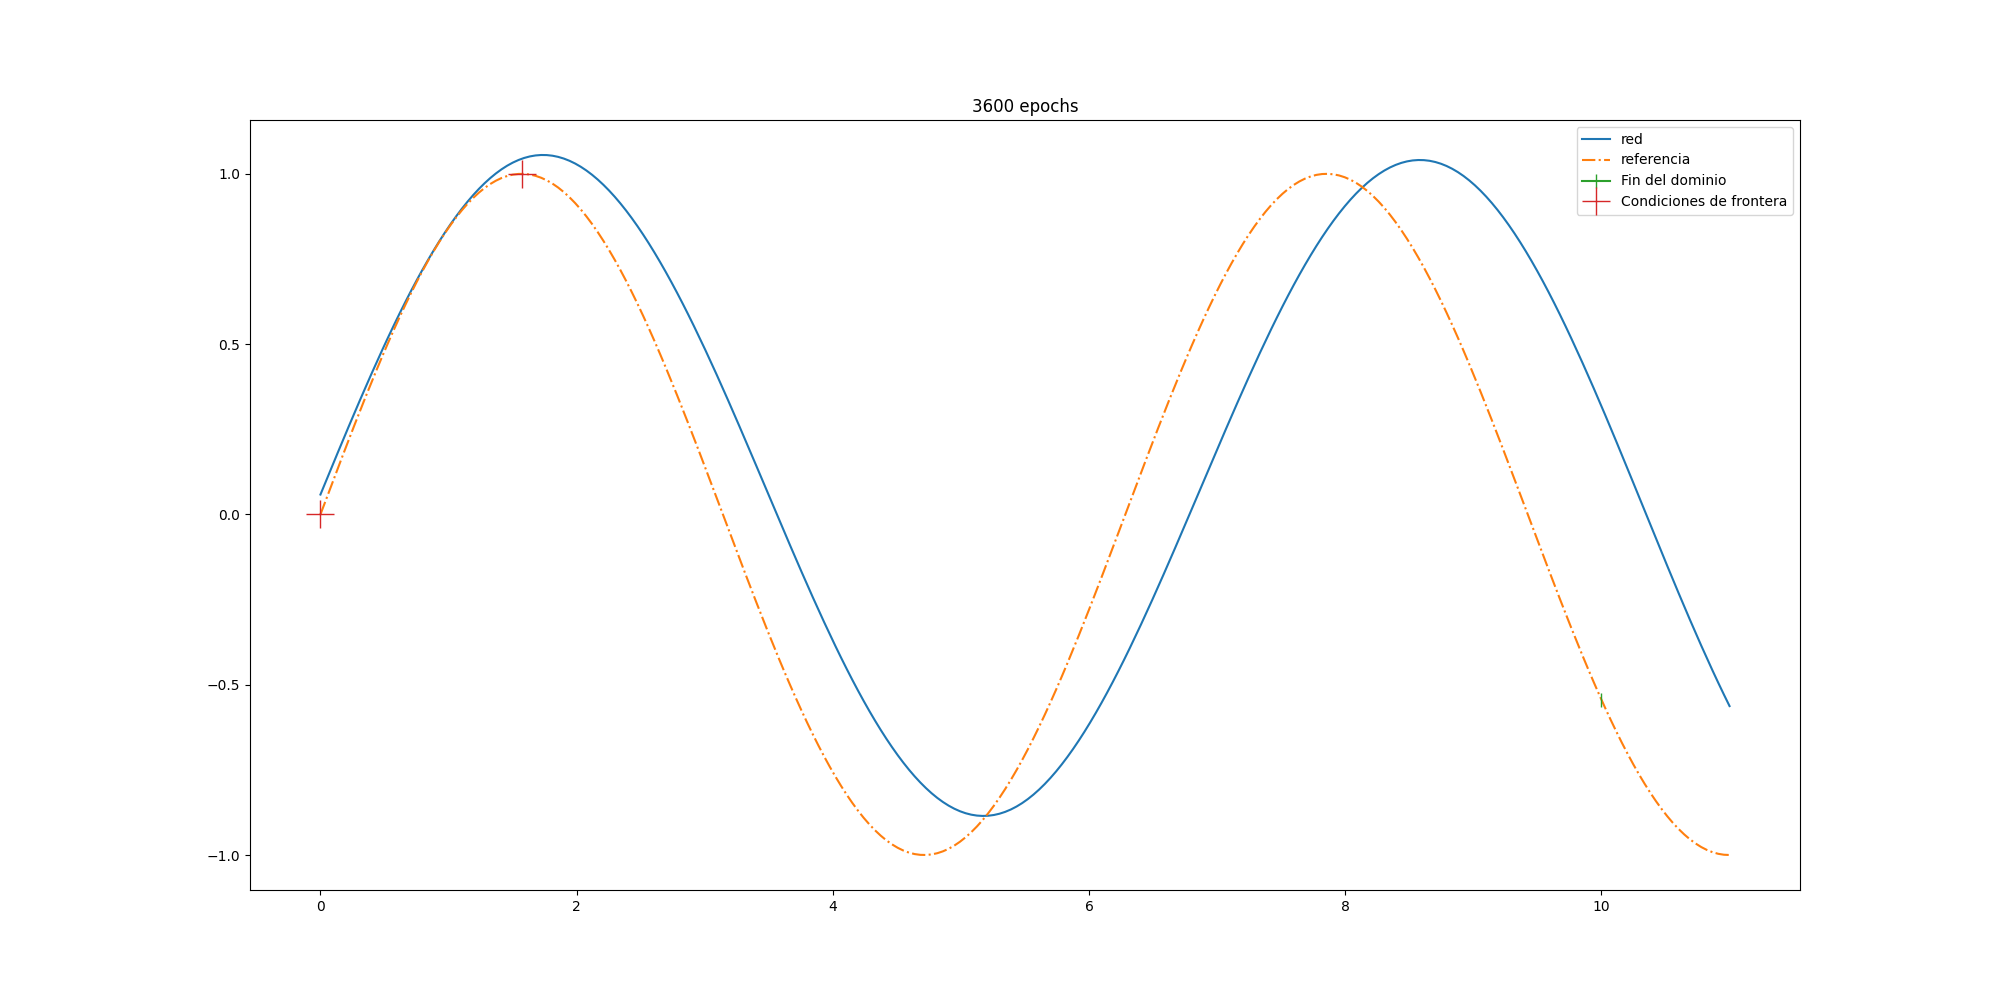 3600 epochs
red
referencia
Fin del dominio
Condiciones de frontera
1.0
0.5
0.0
−0.5
−1.0
0 2 4 6 8 10